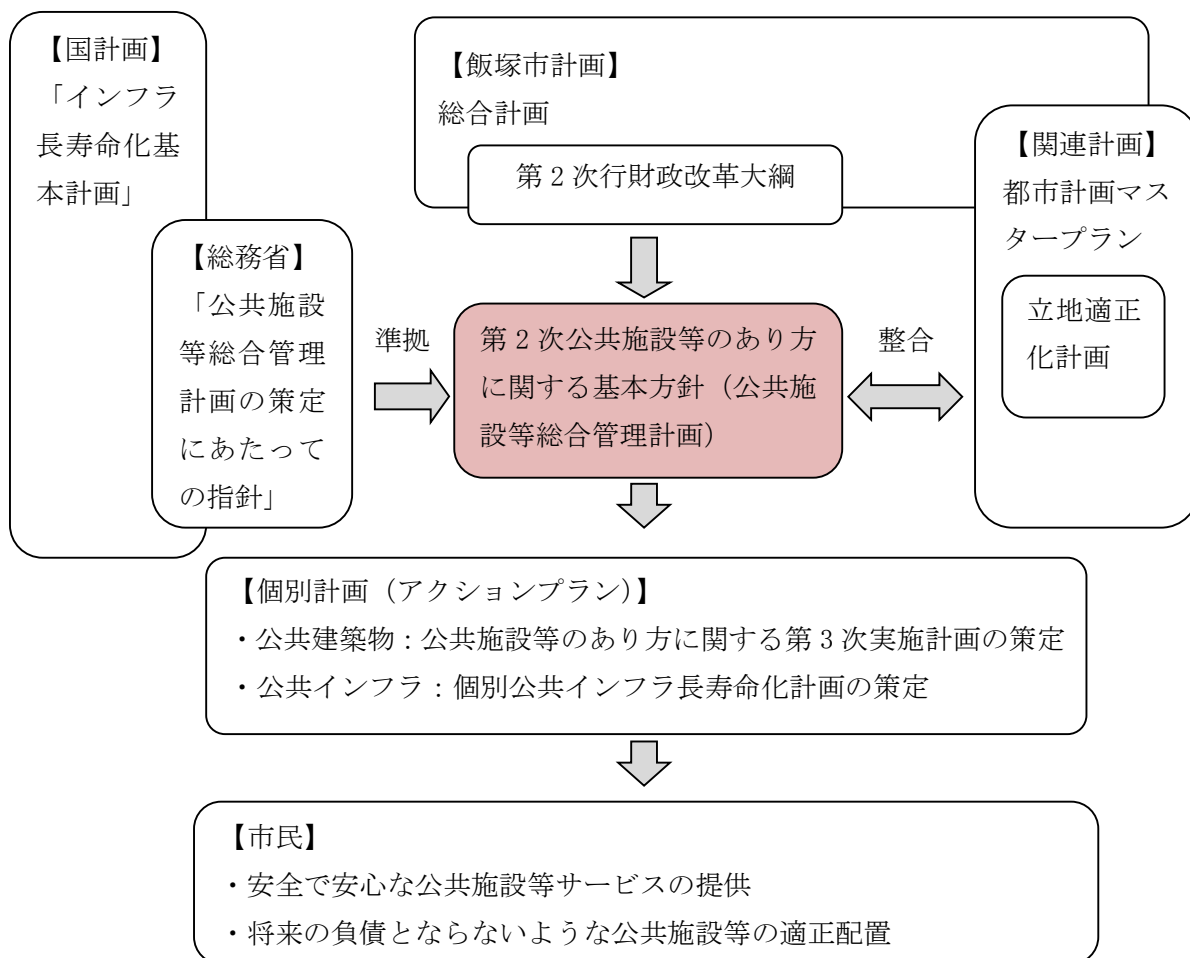 【国計画】
「インフラ
長寿命化基
本計画」
【総務省】
「公共施設
等総合管理
計画の策定
にあたって
の指針」
【飯塚市計画】
総合計画
第2次行財政改革大綱
【関連計画】
都市計画マス
タープラン
立地適正
化計画
準拠
第2次公共施設等のあり方
に関する基本方針（公共施
設等総合管理計画）
整合
【個別計画（アクションプラン）】
・公共建築物：公共施設等のあり方に関する第3次実施計画の策定
・公共インフラ：個別公共インフラ長寿命化計画の策定
【市民】
・安全で安心な公共施設等サービスの提供
・将来の負債とならないような公共施設等の適正配置